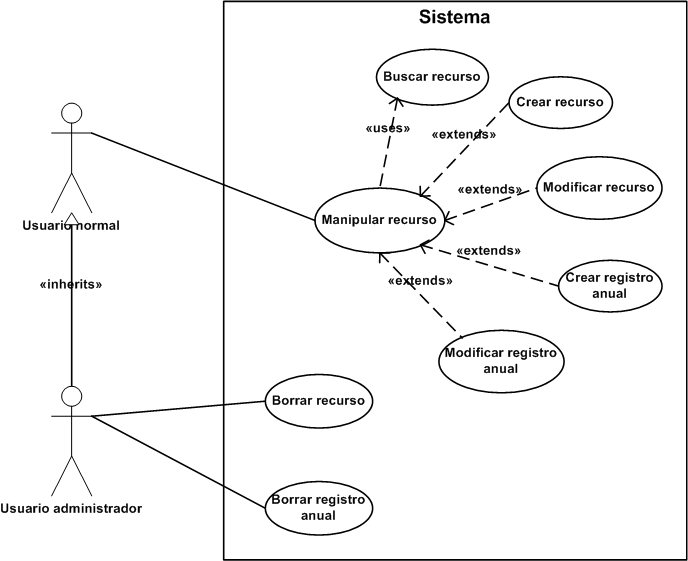 Sistema
Buscar recurso
Crear recurso
«uses»
«extends»
Modificar recurso
«extends»
Manipular recurso
Usuario normal
«extends»
Crear registro
anual
«extends»
«inherits»
Modificar registro
anual
Borrar recurso
Borrar registro
anual
Usuario administrador